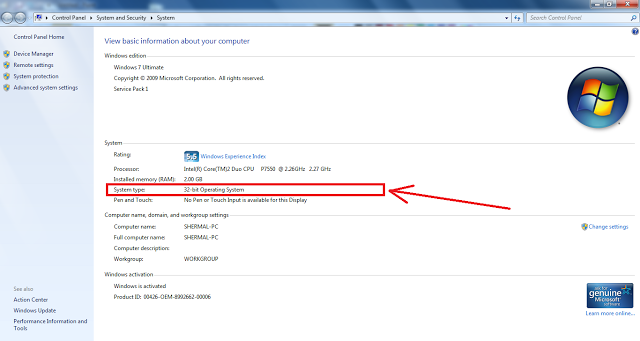 Control Panel ▸ System and Security ▸ System
Search Control Panel
Control Panel Home
Device Manager
Remote settings
System protection
Advanced system settings
View basic information about your computer
Windows edition
Windows 7 Ultimate
Copyright © 2009 Microsoft Corporation. All rights reserved.
Service Pack 1
System
Rating: 5,6 Windows Experience Index
Processor: Intel(R) Core(TM)2 Duo CPU P7550 @ 2.26GHz 2.27 GHz
Installed memory (RAM): 2.00 GB
System type: 32-bit Operating System
Pen and Touch: No Pen or Touch Input is available for this Display
Computer name, domain, and workgroup settings
Computer name: SHERMAL-PC
Change settings
Full computer name: SHERMAL-PC
Computer description:
Workgroup: WORKGROUP
Windows activation
Windows is activated
Product ID: 00426-OEM-8992662-00006
ask for
genuine
Microsoft
software
Learn more online...
See also
Action Center
Windows Update
Performance Information and
Tools